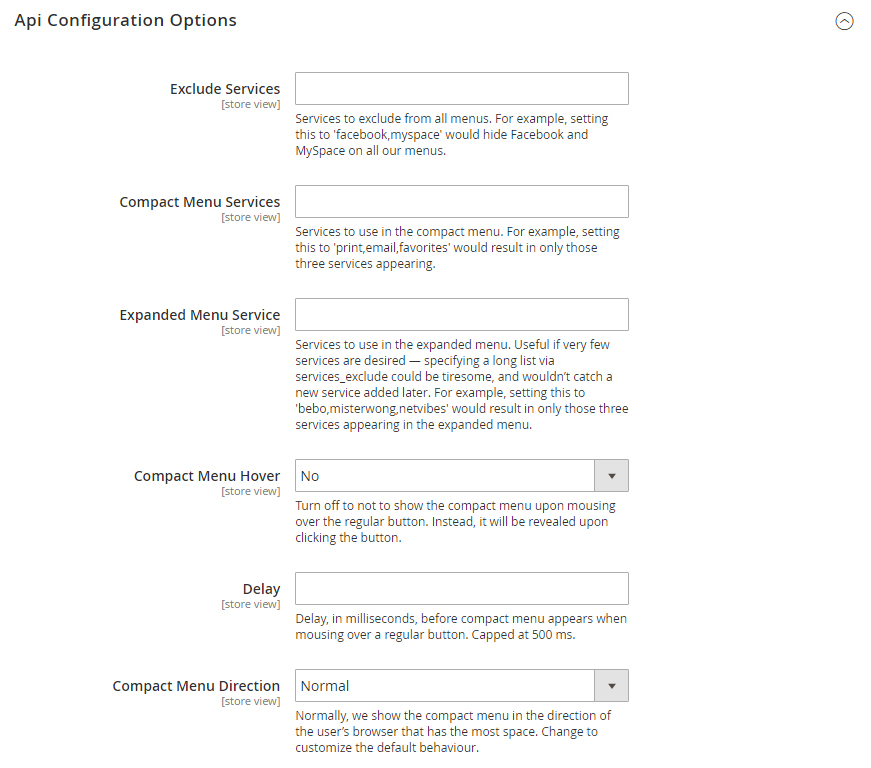 Api Configuration Options
Exclude Services
[store view]
Services to exclude from all menus. For example, setting
this to 'facebook,myspace' would hide Facebook and
MySpace on all our menus.
Compact Menu Services
[store view]
Services to use in the compact menu. For example, setting
this to 'print,email,favorites' would result in only those
three services appearing.
Expanded Menu Service
[store view]
Services to use in the expanded menu. Useful if very few
services are desired — specifying a long list via
services_exclude could be tiresome, and wouldn't catch a
new service added later. For example, setting this to
'bebo,misterwong,netvibes' would result in only those three
services appearing in the expanded menu.
Compact Menu Hover
[store view]
No
Turn off to not to show the compact menu upon mousing
over the regular button. Instead, it will be revealed upon
clicking the button.
Delay
[store view]
Delay, in milliseconds, before compact menu appears when
mousing over a regular button. Capped at 500 ms.
Compact Menu Direction
[store view]
Normal
Normally, we show the compact menu in the direction of
the user's browser that has the most space. Change to
customize the default behaviour.